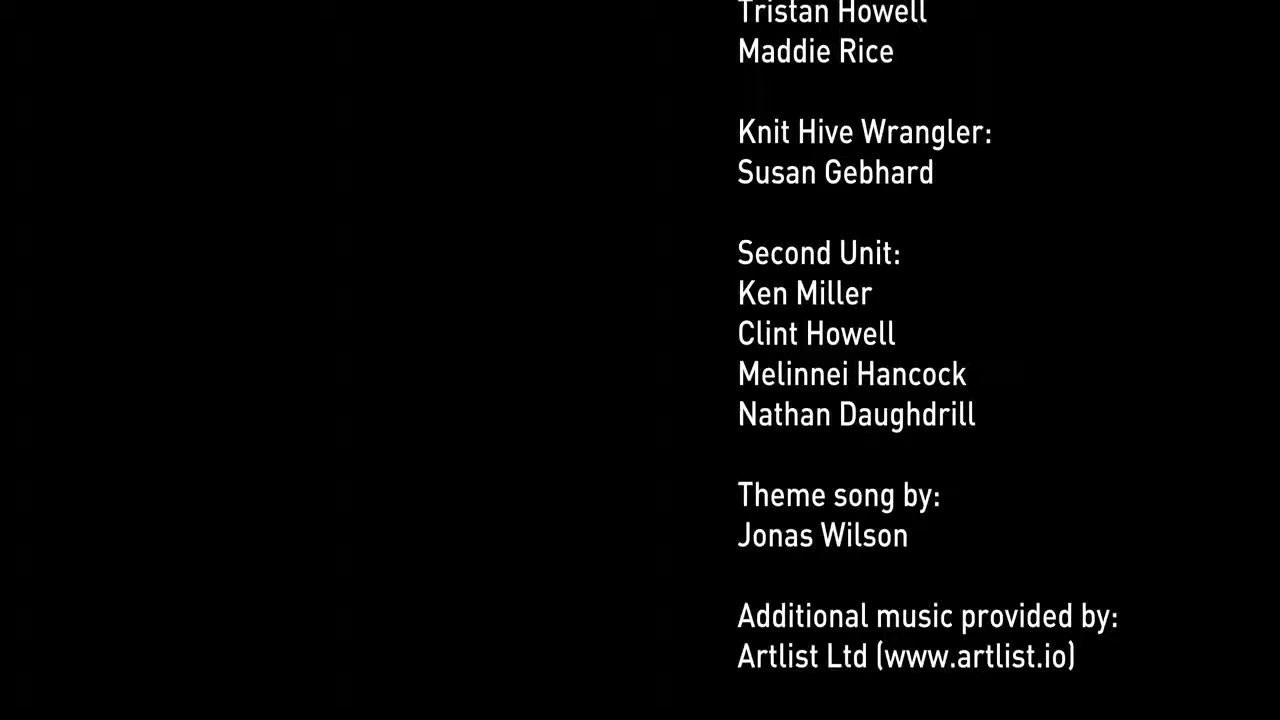 Tristan Howell
Maddie Rice
Knit Hive Wrangler:
Susan Gebhard
Second Unit:
Ken Miller
Clint Howell
Melinnei Hancock
Nathan Daughdrill
Theme song by:
Jonas Wilson
Additional music provided by:
Artlist Ltd (www.artlist.io)